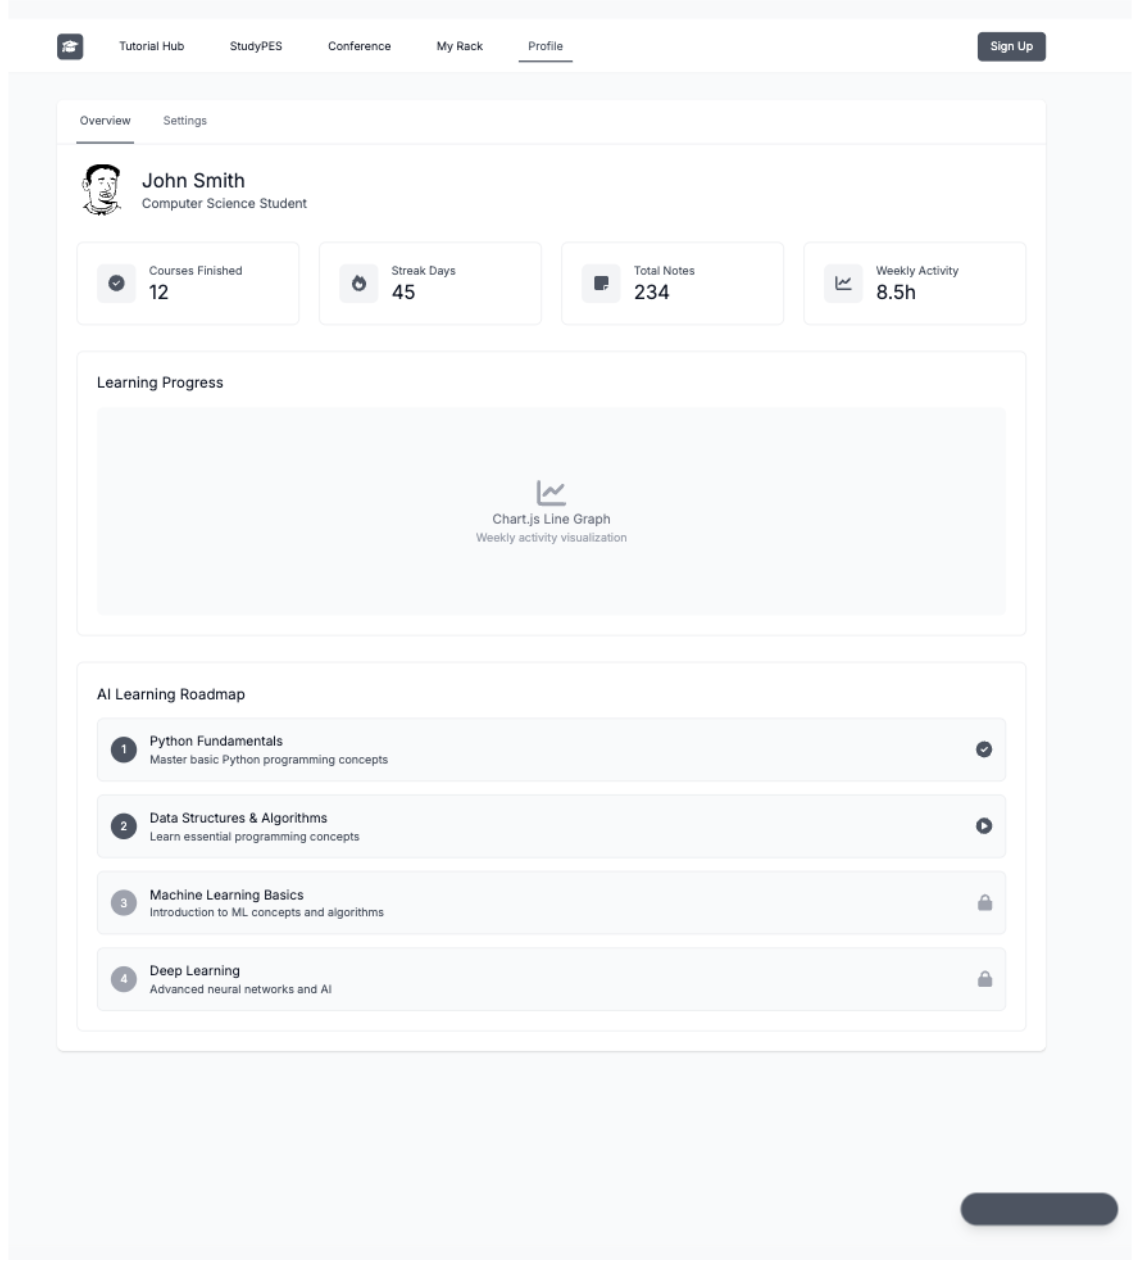 Tutorial Hub StudyPES Conference My Rack Profile Sign Up
Overview Settings
John Smith
Computer Science Student
Courses Finished
12
Streak Days
45
Total Notes
234
Weekly Activity
8.5h
Learning Progress
Chart.js Line Graph
Weekly activity visualization
AI Learning Roadmap
1
Python Fundamentals
Master basic Python programming concepts
2
Data Structures & Algorithms
Learn essential programming concepts
3
Machine Learning Basics
Introduction to ML concepts and algorithms
4
Deep Learning
Advanced neural networks and AI